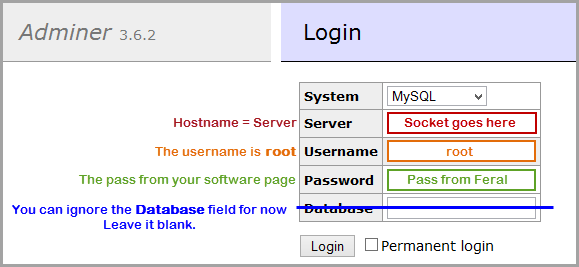 Adminer 3.6.2
Login
System MySQL
Hostname = Server Server Socket goes here
The username is root Username root
The pass from your software page Password Pass from Feral
You can ignore the Database field for now Database
Leave it blank.
Login Permanent login